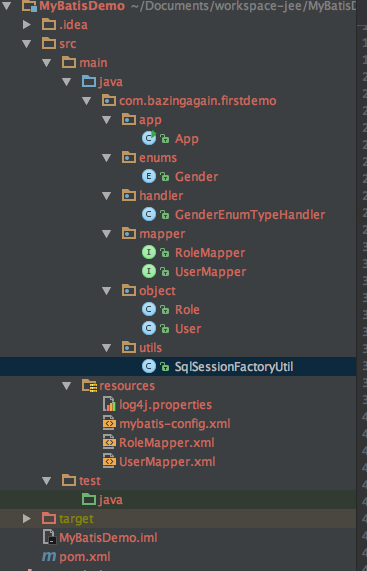 MyBatisDemo ~/Documents/workspace-jee/MyBatisD
.idea
src
main
java
com.bazingagain.firstdemo
app
App
enums
Gender
handler
GenderEnumTypeHandler
mapper
RoleMapper
UserMapper
object
Role
User
utils
SqlSessionFactoryUtil
resources
log4j.properties
mybatis-config.xml
RoleMapper.xml
UserMapper.xml
test
java
target
MyBatisDemo.iml
pom.xml